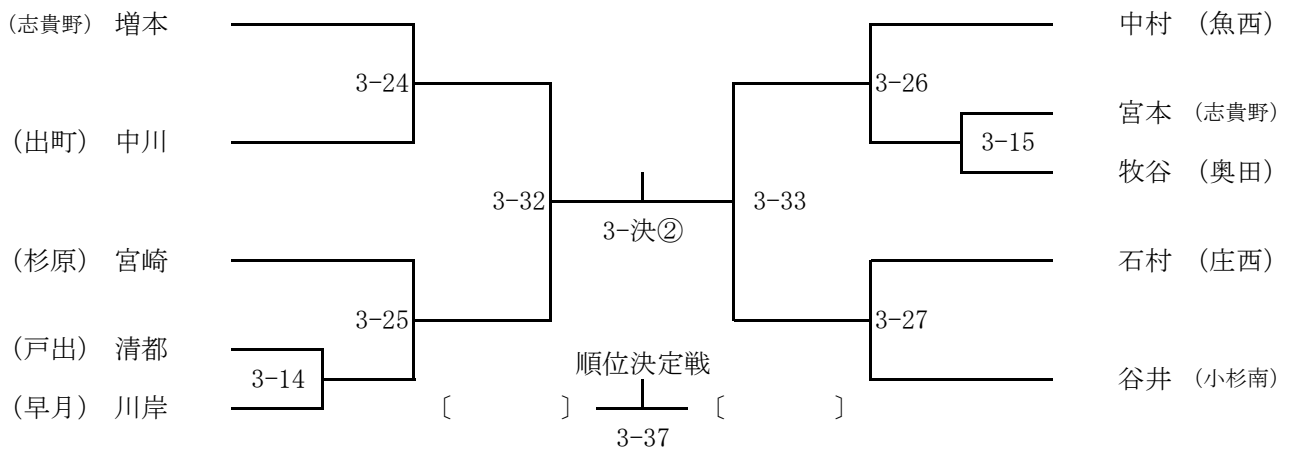 （志貴野） 増本
中村 （魚西）
3-24
3-26
宮本 （志貴野）
（出町） 中川
3-15
牧谷 （奥田）
3-32
3-33
3-決②
（杉原） 宮崎
石村 （庄西）
3-25
3-27
（戸出） 清都
順位決定戦
3-14
谷井 （小杉南）
（早月） 川岸
〔 〕 〔 〕
3-37